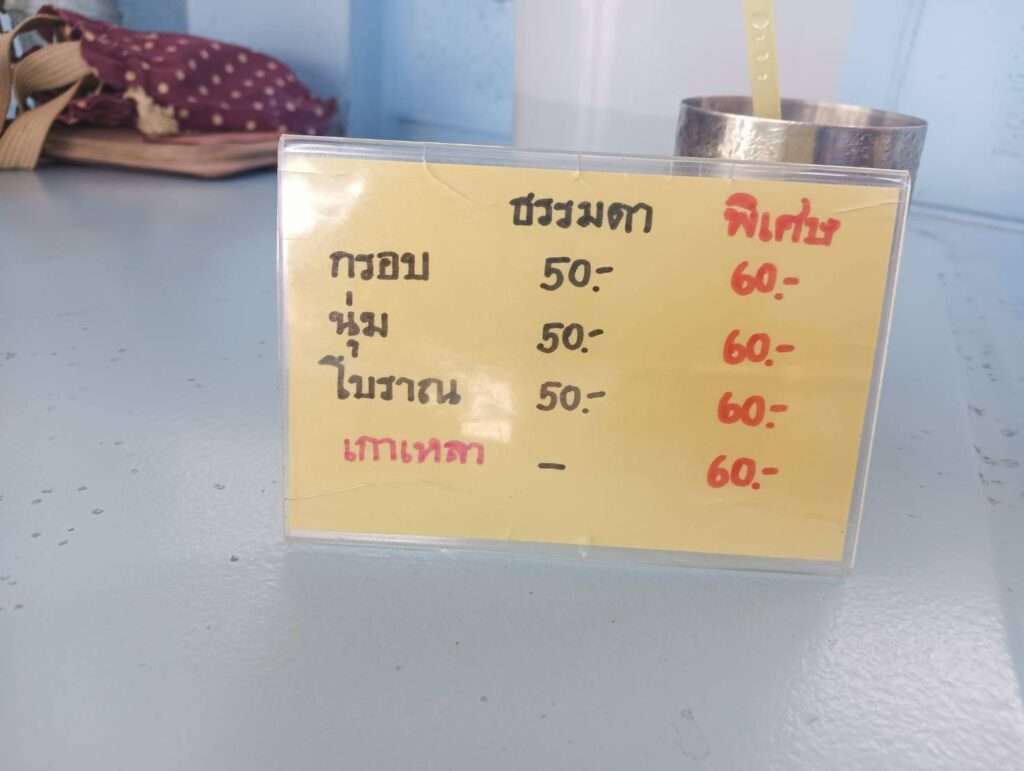 ธรรมดา พิเศษ
กรอบ 50.- 60.-
นุ่ม 50.- 60.-
โบราณ 50.- 60.-
เกาเหลา - 60.-